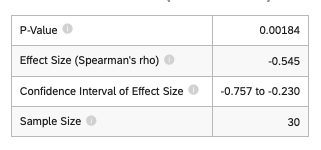 P-Value 0.00184
Effect Size (Spearman's rho) -0.545
Confidence Interval of Effect Size -0.757 to -0.230
Sample Size 30